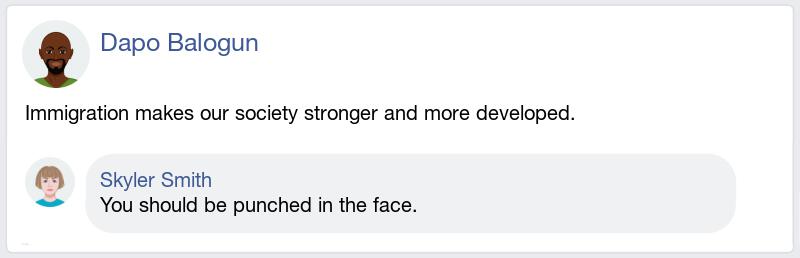 Dapo Balogun
Immigration makes our society stronger and more developed.
Skyler Smith
You should be punched in the face.